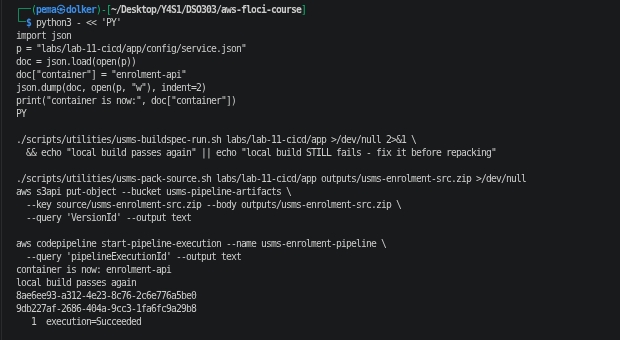 ┌──(pema㉿dolker)-[~/Desktop/Y4S1/DSO303/aws-floci-course]
└─$ python3 - << 'PY'
import json
p = "labs/lab-11-cicd/app/config/service.json"
doc = json.load(open(p))
doc["container"] = "enrolment-api"
json.dump(doc, open(p, "w"), indent=2)
print("container is now:", doc["container"])
PY

./scripts/utilities/usms-buildspec-run.sh labs/lab-11-cicd/app >/dev/null 2>&1 \
  && echo "local build passes again" || echo "local build STILL fails - fix it before repacking"

./scripts/utilities/usms-pack-source.sh labs/lab-11-cicd/app outputs/usms-enrolment-src.zip >/dev/null
aws s3api put-object --bucket usms-pipeline-artifacts \
  --key source/usms-enrolment-src.zip --body outputs/usms-enrolment-src.zip \
  --query 'VersionId' --output text

aws codepipeline start-pipeline-execution --name usms-enrolment-pipeline \
  --query 'pipelineExecutionId' --output text
container is now: enrolment-api
local build passes again
8ae6ee93-a312-4e23-8c76-2c6e776a5be0
9db227af-2686-404a-9cc3-1fa6fc9a29b8
   1  execution=Succeeded